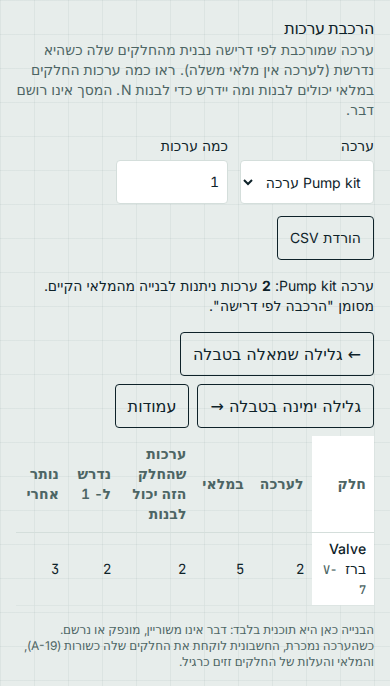 הרכבת ערכות
ערכה שמורכבת לפי דרישה נבנית מהחלקים שלה כשהיא
נדרשת (לערכה אין מלאי משלה). ראו כמה ערכות החלקים
במלאי יכולים לבנות ומה יידרש כדי לבנות N. המסך אינו רושם
דבר.
ערכה
כמה ערכות
ערכה Pump kit
1
הורדת CSV
ערכה Pump kit: 2 ערכות ניתנות לבנייה מהמלאי הקיים.
מסומן "הרכבה לפי דרישה".
← גלילה שמאלה בטבלה
גלילה ימינה בטבלה →
עמודות
חלק לערכה במלאי ערכות שהחלק הזה יכול לבנות נדרש ל- 1 נותר אחרי
Valve
ברז V-
7
2 5 2 2 3
הבנייה כאן היא תוכנית בלבד: דבר אינו משוריין, מונפק או נרשם.
כשהערכה נמכרת, החשבונית לוקחת את החלקים שלה כשורות (A-19),
והמלאי והעלות של החלקים זזים כרגיל.